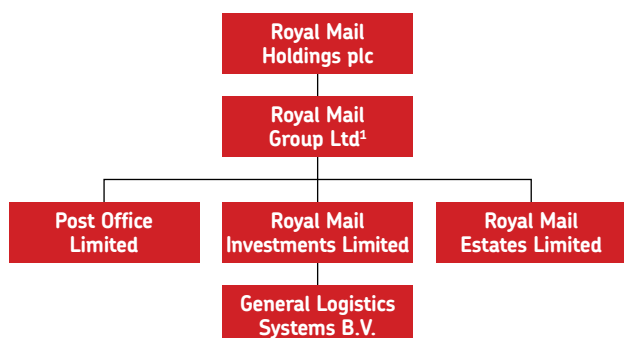 Royal Mail
Holdings plc
Royal Mail
Group Ltd¹
Post Office
Limited
Royal Mail
Investments Limited
Royal Mail
Estates Limited
General Logistics
Systems B.V.